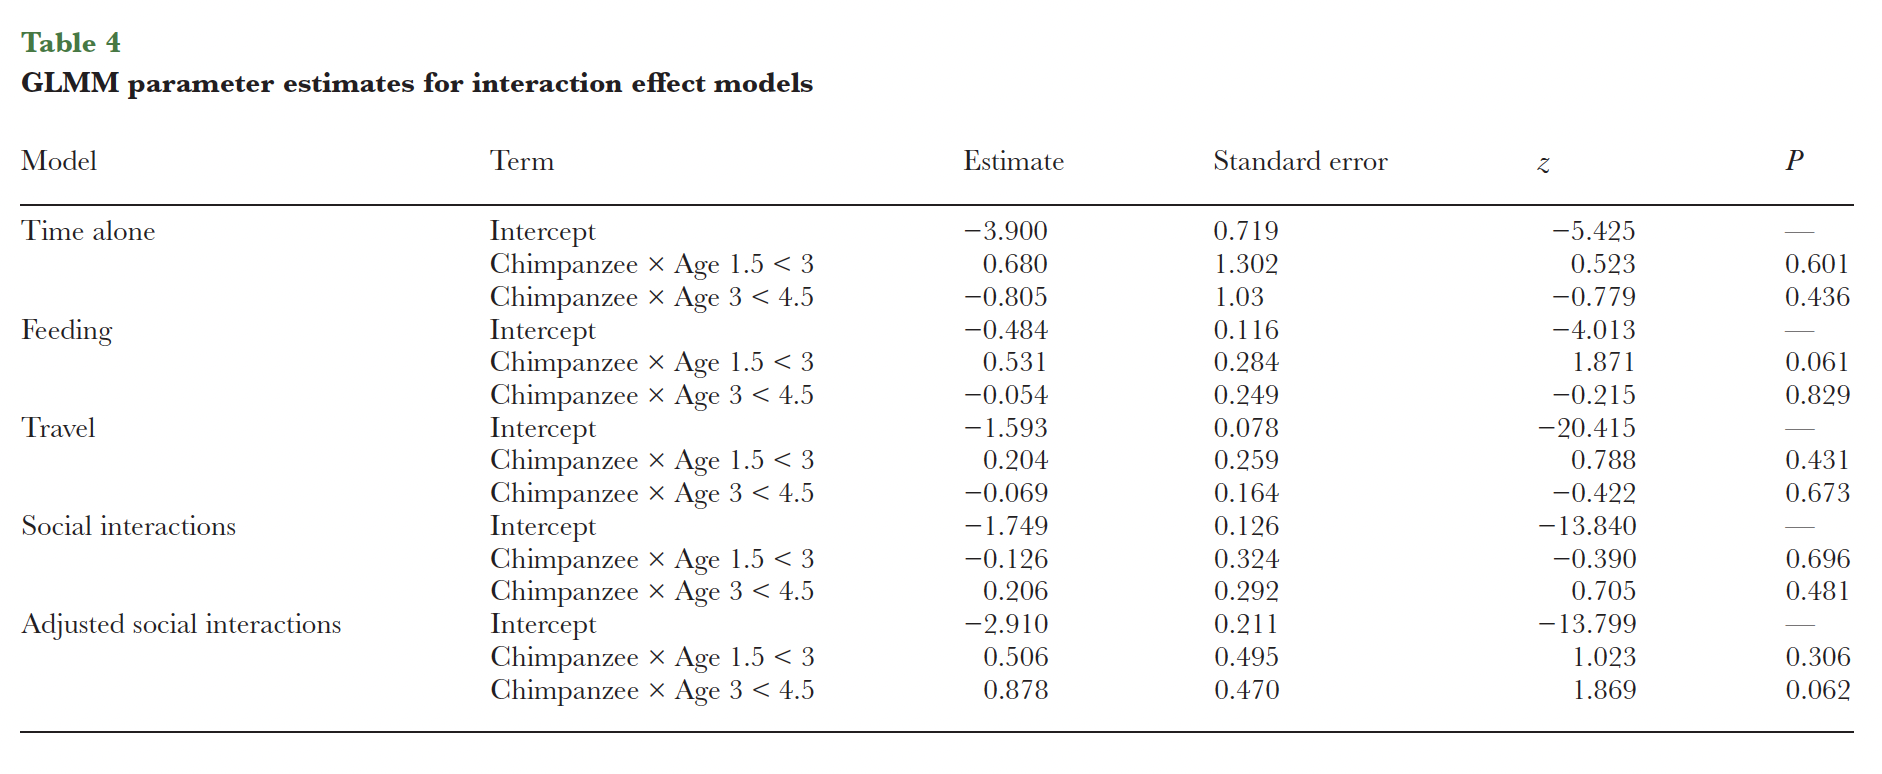 Table 4
GLMM parameter estimates for interaction effect models
Model Term Estimate Standard error z P
Time alone Intercept −3.900 0.719 −5.425 —
Chimpanzee × Age 1.5 < 3 0.680 1.302 0.523 0.601
Chimpanzee × Age 3 < 4.5 −0.805 1.03 −0.779 0.436
Feeding Intercept −0.484 0.116 −4.013 —
Chimpanzee × Age 1.5 < 3 0.531 0.284 1.871 0.061
Chimpanzee × Age 3 < 4.5 −0.054 0.249 −0.215 0.829
Travel Intercept −1.593 0.078 −20.415 —
Chimpanzee × Age 1.5 < 3 0.204 0.259 0.788 0.431
Chimpanzee × Age 3 < 4.5 −0.069 0.164 −0.422 0.673
Social interactions Intercept −1.749 0.126 −13.840 —
Chimpanzee × Age 1.5 < 3 −0.126 0.324 −0.390 0.696
Chimpanzee × Age 3 < 4.5 0.206 0.292 0.705 0.481
Adjusted social interactions Intercept −2.910 0.211 −13.799 —
Chimpanzee × Age 1.5 < 3 0.506 0.495 1.023 0.306
Chimpanzee × Age 3 < 4.5 0.878 0.470 1.869 0.062